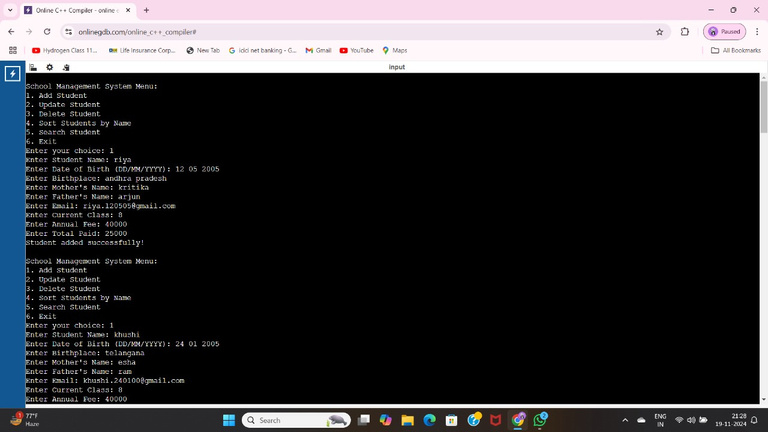 Online C++ Compiler - online c
onlinegdb.com/online_c++_compiler#
Paused
Hydrogen Class 11...
Life Insurance Corp...
New Tab
icici net banking - G...
Gmail
YouTube
Maps
All Bookmarks
input
School Management System Menu:
1. Add Student
2. Update Student
3. Delete Student
4. Sort Students by Name
5. Search Student
6. Exit
Enter your choice: 1
Enter Student Name: riya
Enter Date of Birth (DD/MM/YYYY): 12 05 2005
Enter Birthplace: andhra pradesh
Enter Mother's Name: kritika
Enter Father's Name: arjun
Enter Email: riya.120505@gmail.com
Enter Current Class: 8
Enter Annual Fee: 40000
Enter Total Paid: 25000
Student added successfully!
School Management System Menu:
1. Add Student
2. Update Student
3. Delete Student
4. Sort Students by Name
5. Search Student
6. Exit
Enter your choice: 1
Enter Student Name: khushi
Enter Date of Birth (DD/MM/YYYY): 24 01 2005
Enter Birthplace: telangana
Enter Mother's Name: esha
Enter Father's Name: ram
Enter Email: khushi.240100@gmail.com
Enter Current Class: 8
Enter Annual Fee: 40000
77°F
Haze
Search
ENG
IN
21:28
19-11-2024